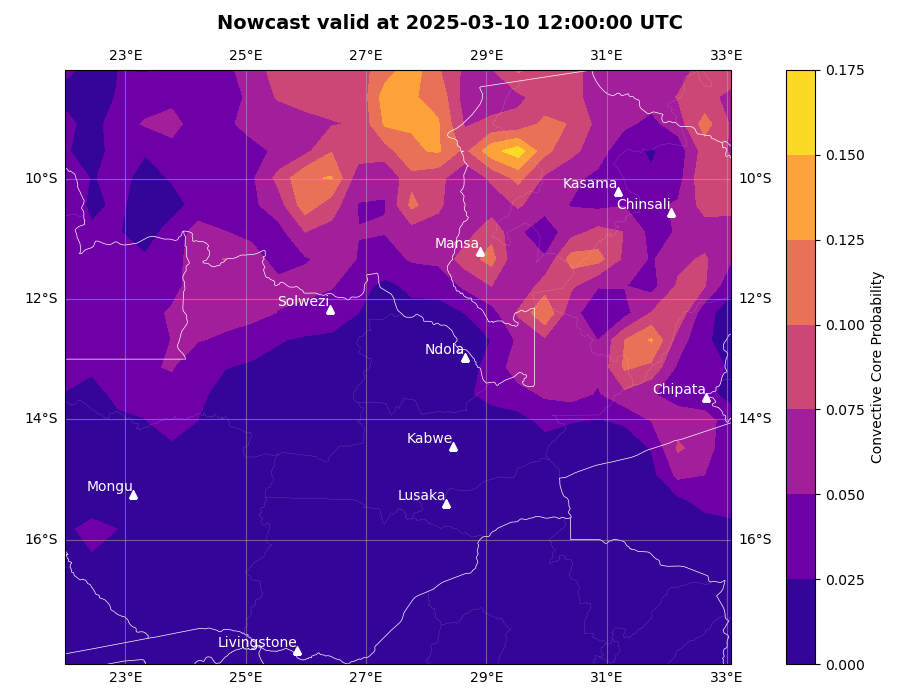 Nowcast valid at 2025-03-10 12:00:00 UTC
23°E 25°E 27°E 29°E 31°E 33°E
0.175
0.150
10°S Kasama 10°S
Chinsali
0.125
Mansa
12°S Solwezi 12°S
0.100
Ndola
Chipata
0.075
14°S 14°S
Kabwe
Mongu Lusaka
0.050
16°S 16°S
0.025
Livingstone
0.000
23°E 25°E 27°E 29°E 31°E 33°E
Convective Core Probability